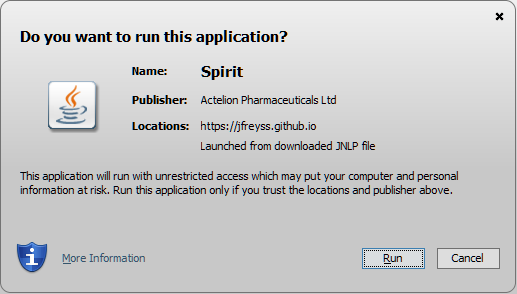 Do you want to run this application?
Name: Spirit
Publisher: Actelion Pharmaceuticals Ltd
Locations: https://jfreyss.github.io
Launched from downloaded JNLP file
This application will run with unrestricted access which may put your computer and personal
information at risk. Run this application only if you trust the locations and publisher above.
More Information
Run
Cancel